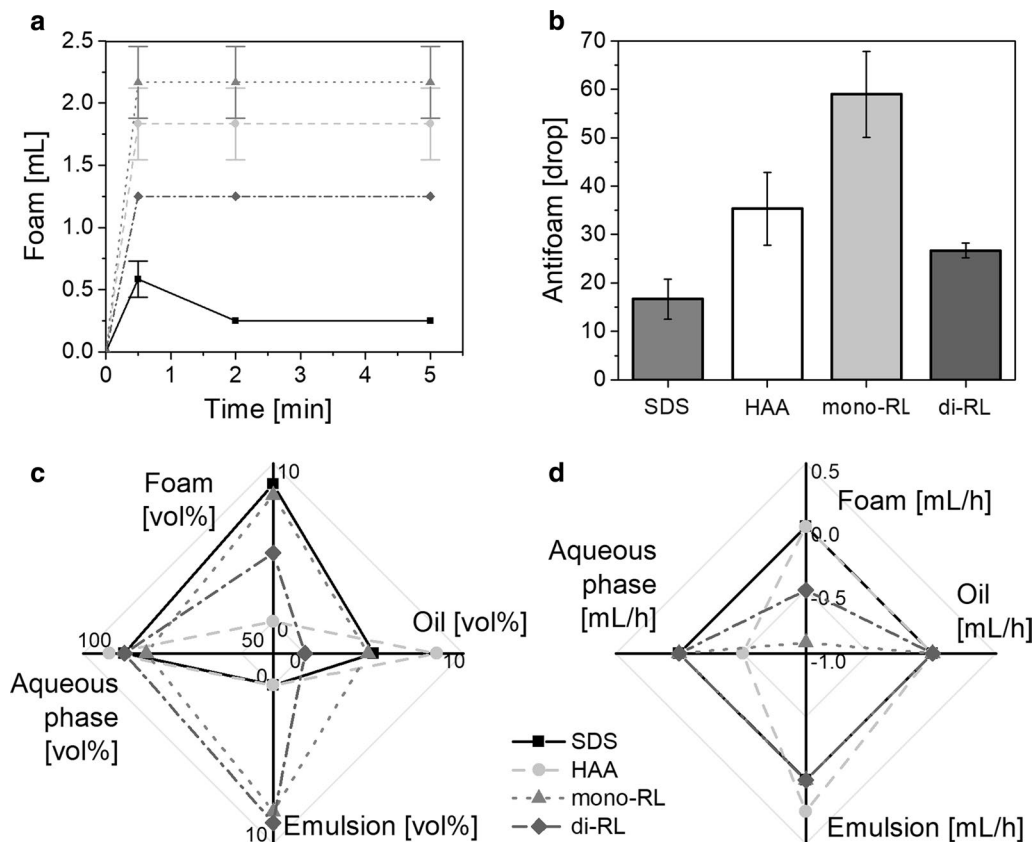 a
Foam [mL]
2.5
2.0
1.5
1.0
0.5
0.0
0 1 2 3 4 5
Time [min]
b
Antifoam [drop]
70
60
50
40
30
20
10
0
SDS HAA mono-RL di-RL
c
Foam
[vol%]
10
Oil [vol%]
100 50 0
0 10
0
Aqueous
phase
[vol%]
10 Emulsion [vol%]
SDS
HAA
mono-RL
di-RL
d
0.5
Foam [mL/h]
0.0
Aqueous
phase
[mL/h]
-0.5
Oil
[mL/h]
-1.0
Emulsion [mL/h]